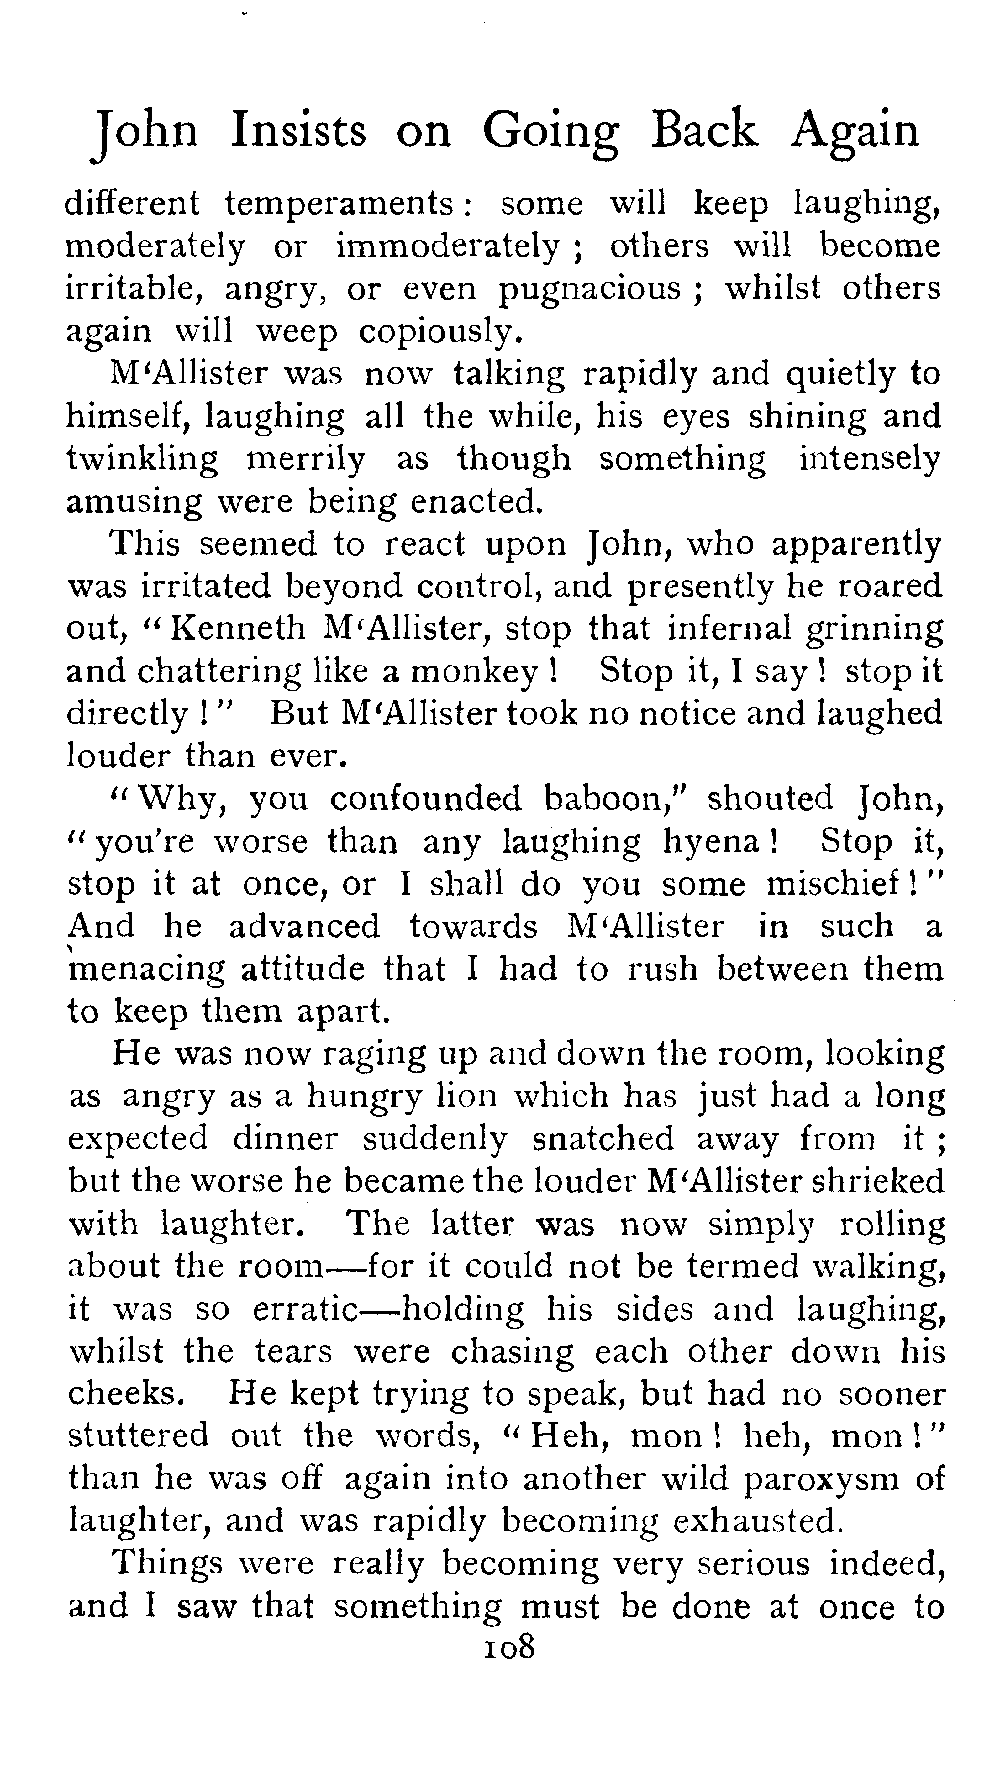 John Insists on Going Back Again
different temperaments : some will keep laughing,
moderately or immoderately ; others will become
irritable, angry, or even pugnacious ; whilst others
again will weep copiously.
M‘Allister was now talking rapidly and quietly to
himself, laughing all the while, his eyes shining and
twinkling merrily as though something intensely
amusing were being enacted.
This seemed to react upon John, who apparently
was irritated beyond control, and presently he roared
out, “ Kenneth M‘Allister, stop that infernal grinning
and chattering like a monkey ! Stop it, I say ! stop it
directly ! ” But M‘Allister took no notice and laughed
louder than ever.
“ Why, you confounded baboon,” shouted John,
“ you're worse than any laughing hyena ! Stop it,
stop it at once, or I shall do you some mischief ! ”
And he advanced towards M‘Allister in such a
menacing attitude that I had to rush between them
to keep them apart.
He was now raging up and down the room, looking
as angry as a hungry lion which has just had a long
expected dinner suddenly snatched away from it ;
but the worse he became the louder M‘Allister shrieked
with laughter. The latter was now simply rolling
about the room—for it could not be termed walking,
it was so erratic—holding his sides and laughing,
whilst the tears were chasing each other down his
cheeks. He kept trying to speak, but had no sooner
stuttered out the words, “ Heh, mon ! heh, mon ! ”
than he was off again into another wild paroxysm of
laughter, and was rapidly becoming exhausted.
Things were really becoming very serious indeed,
and I saw that something must be done at once to
108